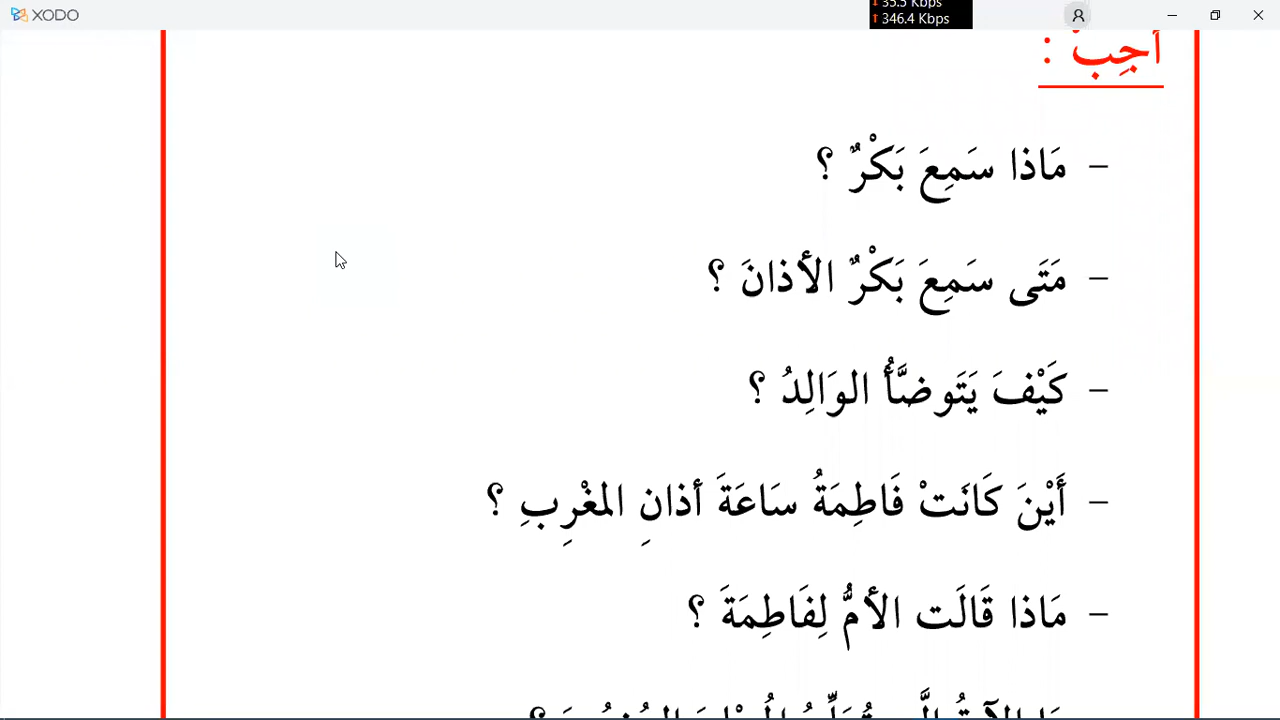 XODO
35.5 Kbps
346.4 Kbps
أَجِبْ :
– مَاذا سَمِعَ بَكْرٌ ؟
– مَتَى سَمِعَ بَكْرٌ الأذانَ ؟
– كَيْفَ يَتَوضَّأُ الوَالِدُ ؟
– أَيْنَ كَانَتْ فَاطِمَةُ سَاعَةَ أذانِ المغْرِبِ ؟
– مَاذا قَالَت الأمُّ لِفَاطِمَةَ ؟